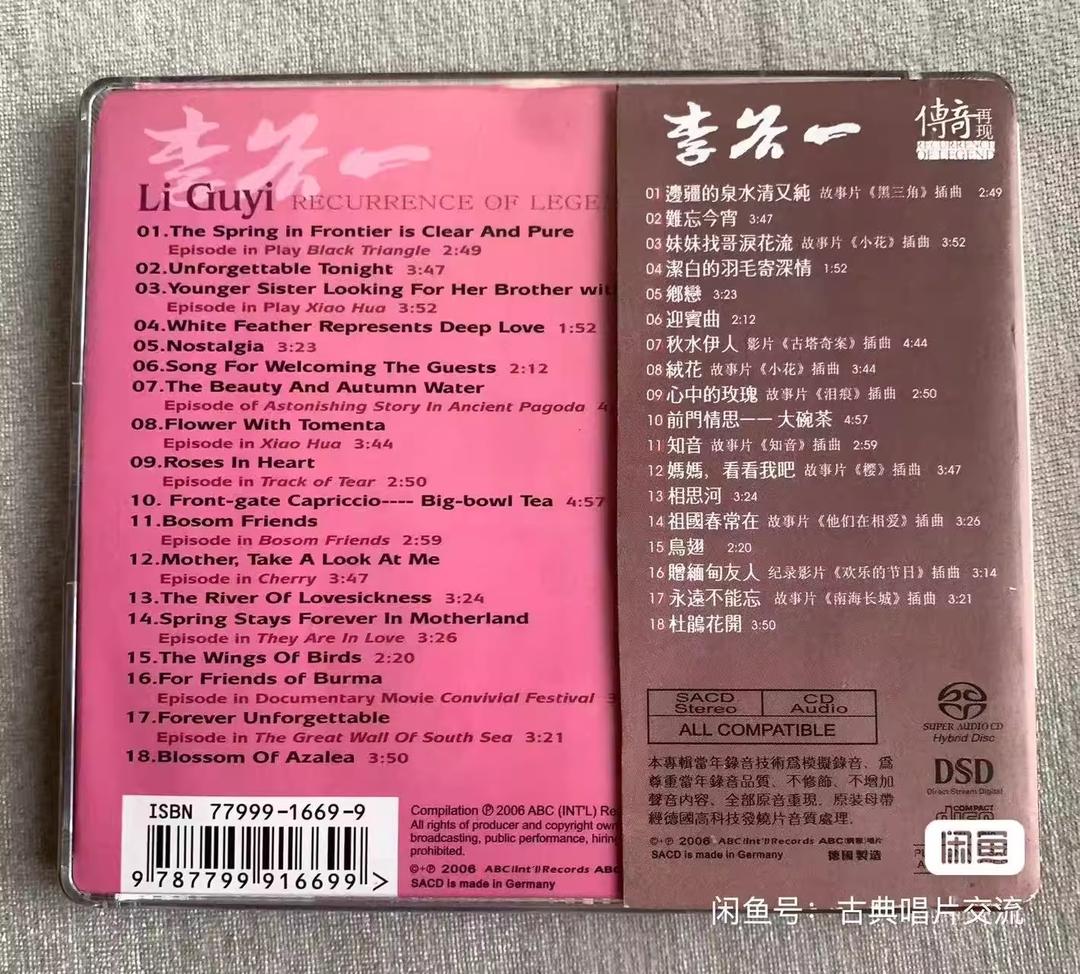 李谷一
Li Guyi RECURRENCE OF LEGE
01.The Spring in Frontier is Clear And Pure
Episode in Play Black Triangle 2:49
02.Unforgettable Tonight 3:47
03.Younger Sister Looking For Her Brother wit
Episode in Play Xiao Hua 3:52
04.White Feather Represents Deep Love 1:52
05.Nostalgia 3:23
06.Song For Welcoming The Guests 2:12
07.The Beauty And Autumn Water
Episode of Astonishing Story In Ancient Pagoda 4
08.Flower With Tomenta
Episode in Xiao Hua 3:44
09.Roses In Heart
Episode in Track of Tear 2:50
10. Front-gate Capriccio---- Big-bowl Tea 4:57
11.Bosom Friends
Episode in Bosom Friends 2:59
12.Mother, Take A Look At Me
Episode in Cherry 3:47
13.The River Of Lovesickness 3:24
14.Spring Stays Forever In Motherland
Episode in They Are In Love 3:26
15.The Wings Of Birds 2:20
16.For Friends of Burma
Episode in Documentary Movie Convivial Festival 3
17.Forever Unforgettable
Episode in The Great Wall Of South Sea 3:21
18.Blossom Of Azalea 3:50
ISBN 77999-1669-9
9 787799 916699 >
Compilation ℗ 2006 ABC (INT'L) Re
All rights of producer and copyright own
broadcasting, public performance, hirin
prohibited.
©+℗ 2006 ABC(Int'l)Records ABC
SACD is made in Germany
李谷一
傳奇再现
RECURRENCE
OF LEGEND
01 邊疆的泉水清又純 故事片《黑三角》插曲 2:49
02 難忘今宵 3:47
03 妹妹找哥淚花流 故事片《小花》插曲 3:52
04 潔白的羽毛寄深情 1:52
05 鄉戀 3:23
06 迎賓曲 2:12
07 秋水伊人 影片《古塔奇案》插曲 4:44
08 絨花 故事片《小花》插曲 3:44
09 心中的玫瑰 故事片《泪痕》插曲 2:50
10 前門情思—— 大碗茶 4:57
11 知音 故事片《知音》插曲 2:59
12 媽媽，看看我吧 故事片《樱》插曲 3:47
13 相思河 3:24
14 祖國春常在 故事片《他们在相爱》插曲 3:26
15 鳥翅 2:20
16 贈緬甸友人 纪录影片《欢乐的节日》插曲 3:14
17 永遠不能忘 故事片《南海长城》插曲 3:21
18 杜鵑花開 3:50
SACD Stereo
CD Audio
ALL COMPATIBLE
SUPER AUDIO CD
Hybrid Disc
DSD
Direct Stream Digital
COMPACT
本專輯當年錄音技術爲模擬錄音、爲
尊重當年錄音品質、不修飾、不增加
聲音内容、全部原音重現，原装母帶
經德國高科技發燒片音質處理。
©+℗ 2006 ABC(Int'l)Records ABC(國際)唱片
SACD is made in Germany 德國製造
闲鱼
闲鱼号：古典唱片交流